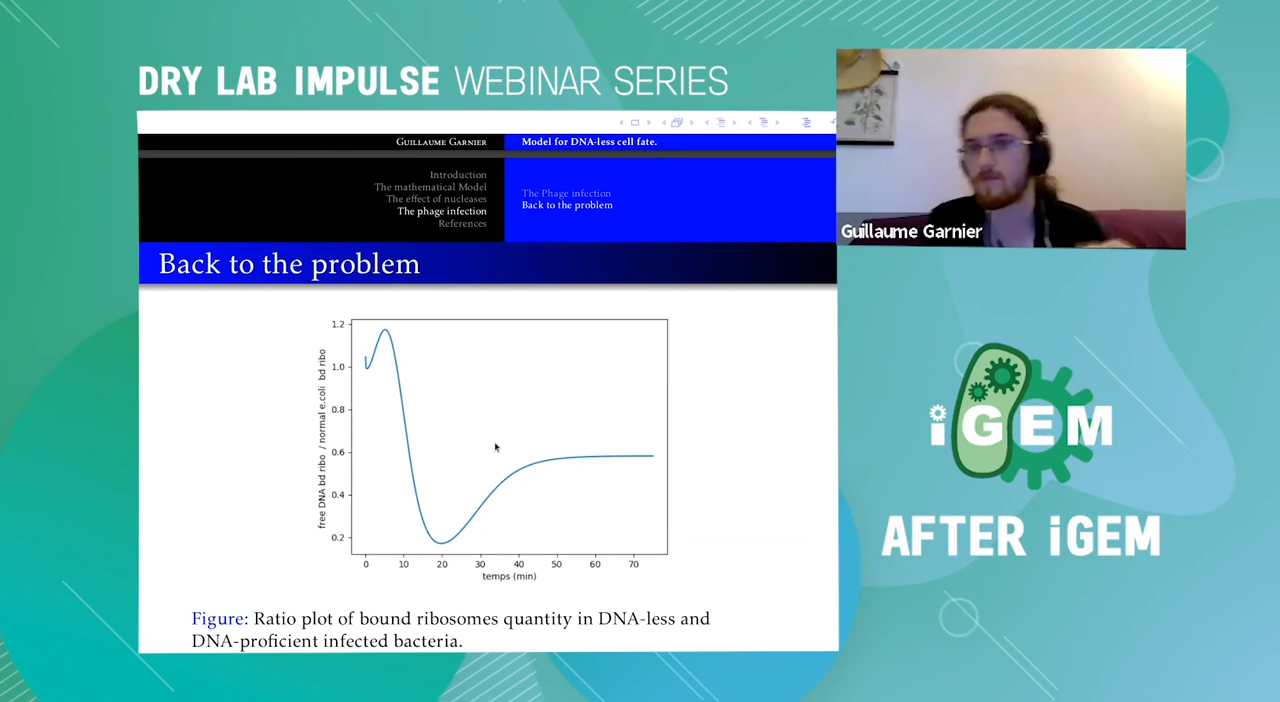 DRY LAB IMPULSE WEBINAR SERIES
GUILLAUME GARNIER
Model for DNA-less cell fate.
Introduction
The mathematical Model
The effect of nucleases
The phage infection
References
The Phage infection
Back to the problem
Back to the problem
free DNA bd ribo / normal e.coli bd ribo
1.2
1.0
0.8
0.6
0.4
0.2
0 10 20 30 40 50 60 70
temps (min)
Figure: Ratio plot of bound ribosomes quantity in DNA-less and
DNA-proficient infected bacteria.
Guillaume Garnier
iGEM
AFTER iGEM